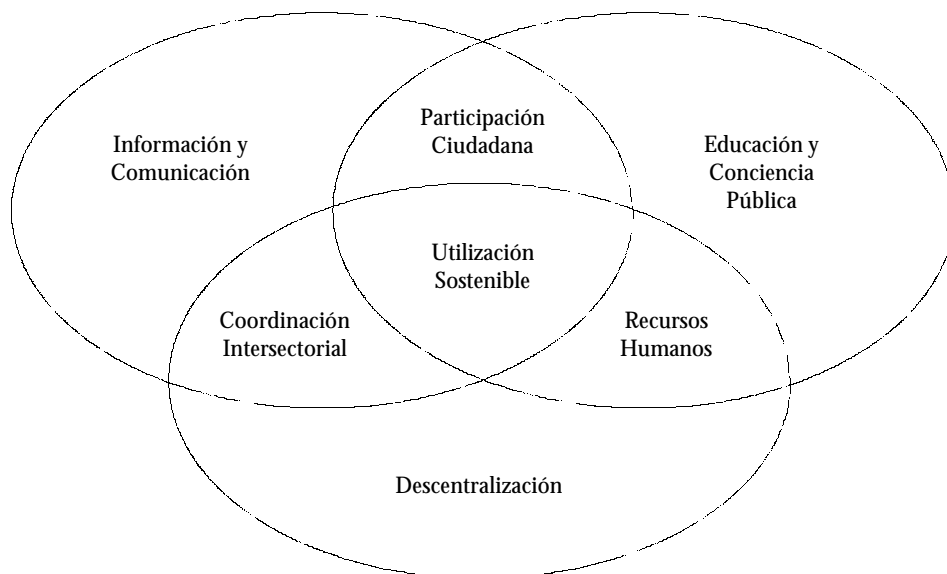 Participación
Ciudadana
Información y
Comunicación
Educación y
Conciencia
Pública
Utilización
Sostenible
Coordinación
Intersectorial
Recursos
Humanos
Descentralización